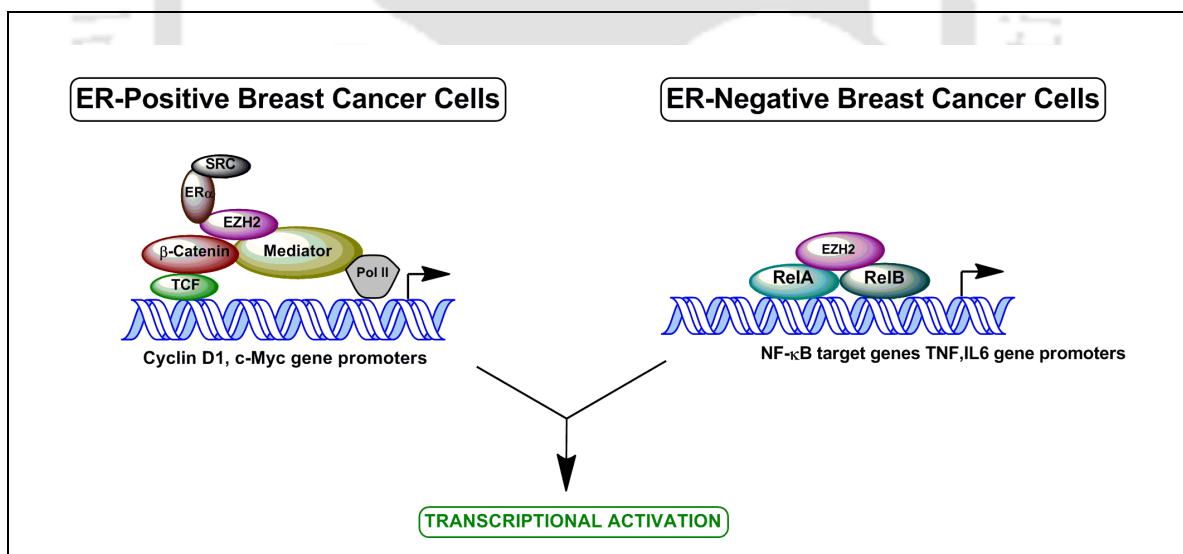 ER-Positive Breast Cancer Cells
ER-Negative Breast Cancer Cells
SRC
ERα
EZH2
β-Catenin
Mediator
Pol II
TCF
Cyclin D1, c-Myc gene promoters
EZH2
RelA
RelB
NF-κB target genes TNF,IL6 gene promoters
TRANSCRIPTIONAL ACTIVATION